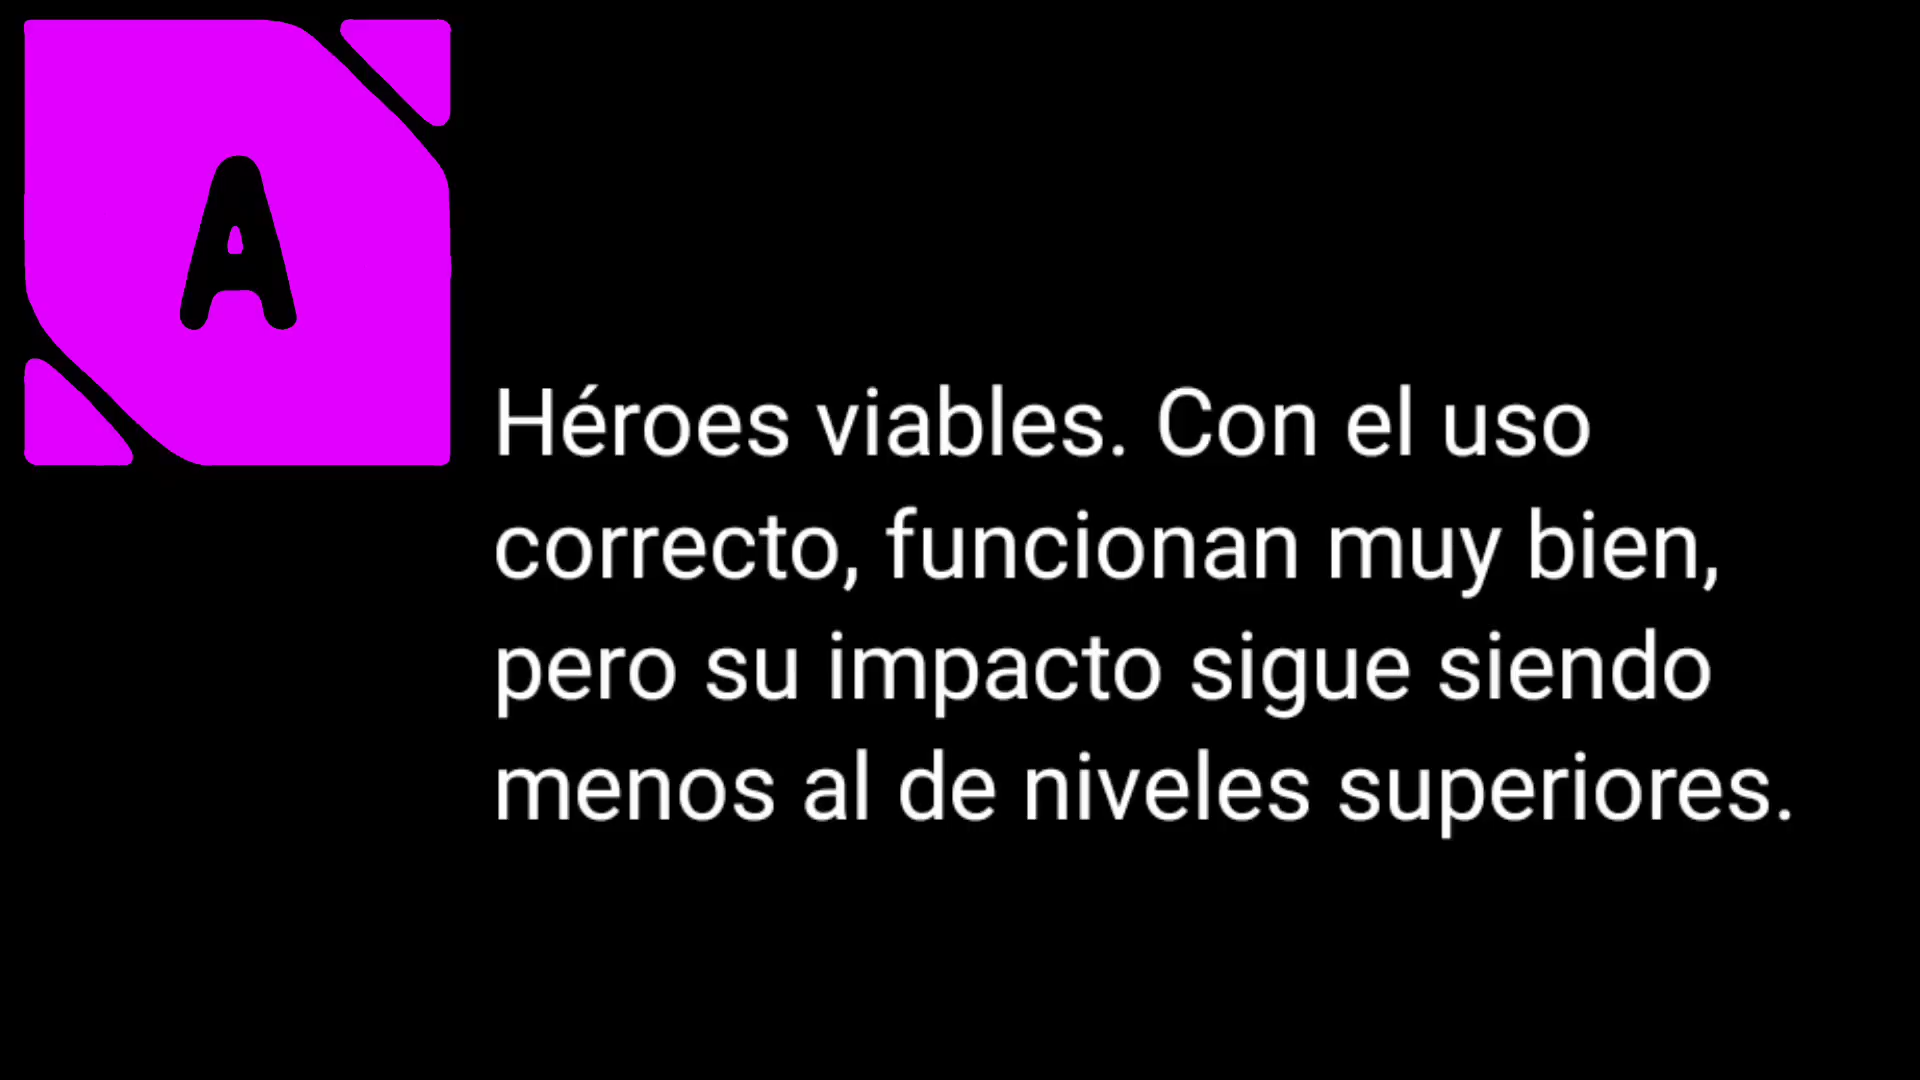 A
Héroes viables. Con el uso
correcto, funcionan muy bien,
pero su impacto sigue siendo
menos al de niveles superiores.